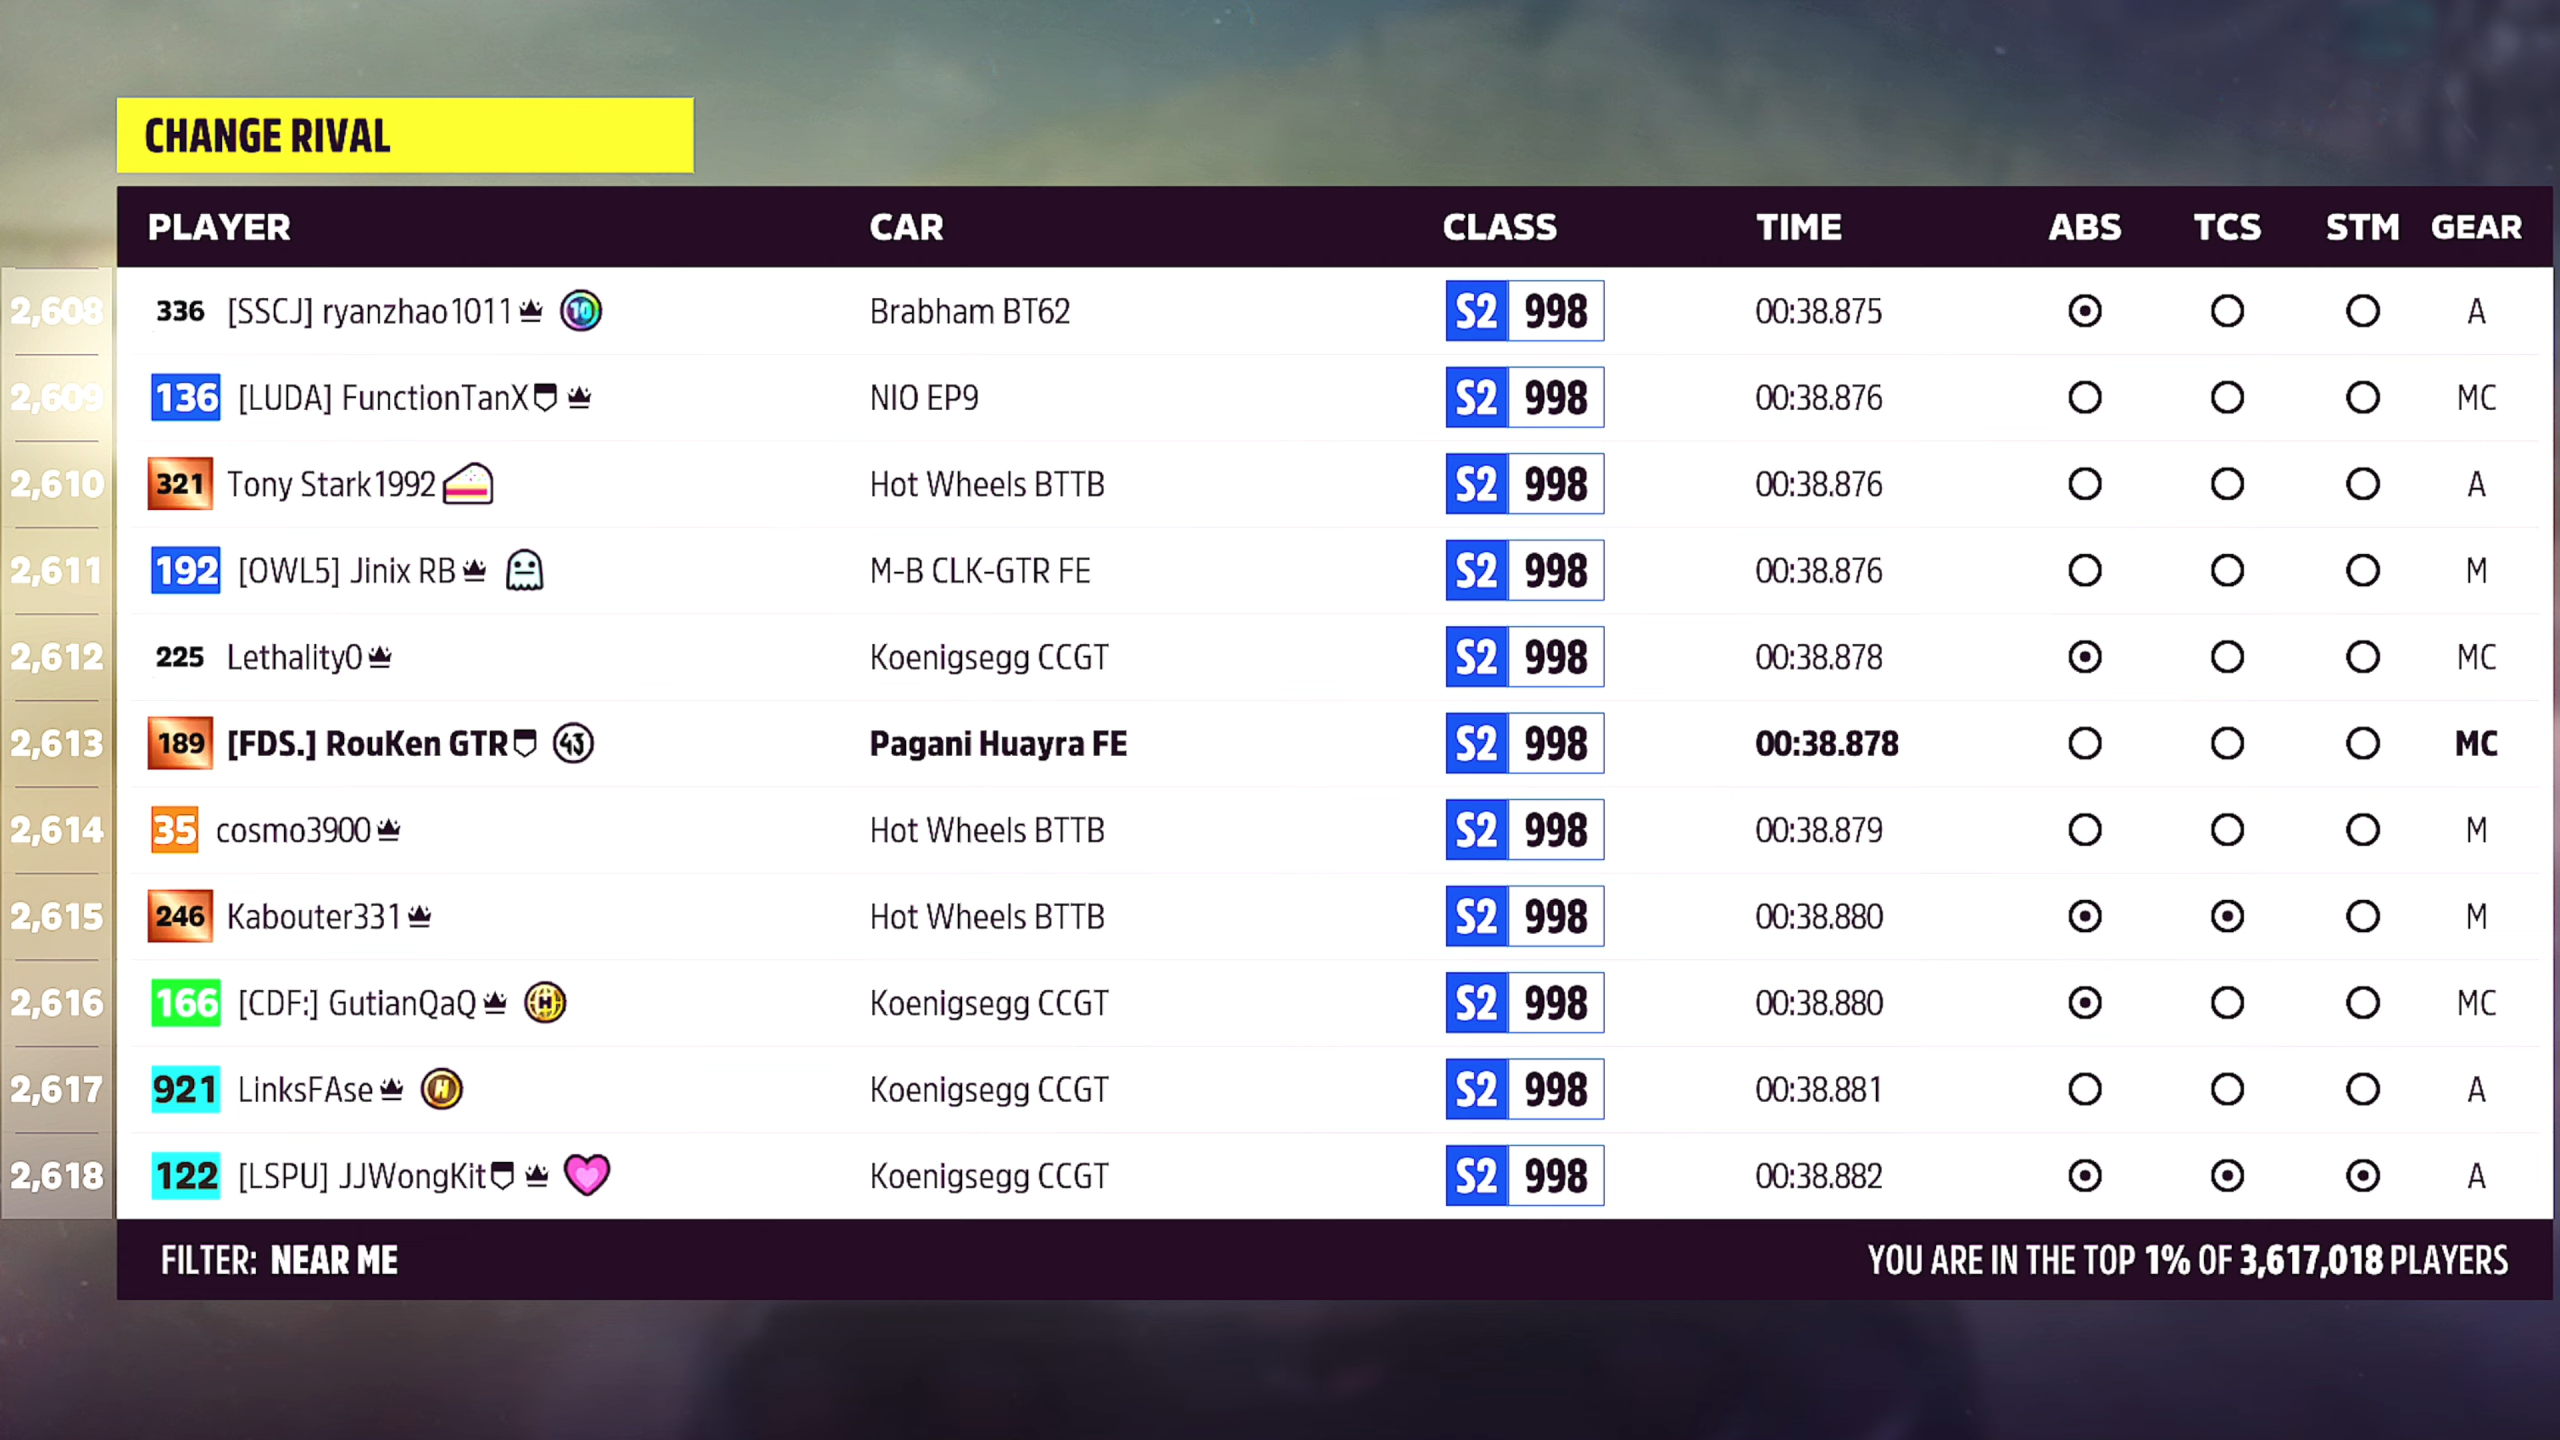 CHANGE RIVAL
PLAYER CAR CLASS TIME ABS TCS STM GEAR
2,608 336 [SSCJ] ryanzhao1011 10 Brabham BT62 S2 998 00:38.875 A
2,609 136 [LUDA] FunctionTanX NIO EP9 S2 998 00:38.876 MC
2,610 321 Tony Stark1992 Hot Wheels BTTB S2 998 00:38.876 A
2,611 192 [OWL5] Jinix RB M-B CLK-GTR FE S2 998 00:38.876 M
2,612 225 Lethality0 Koenigsegg CCGT S2 998 00:38.878 MC
2,613 189 [FDS.] RouKen GTR 43 Pagani Huayra FE S2 998 00:38.878 MC
2,614 35 cosmo3900 Hot Wheels BTTB S2 998 00:38.879 M
2,615 246 Kabouter331 Hot Wheels BTTB S2 998 00:38.880 M
2,616 166 [CDF:] GutianQaQ H Koenigsegg CCGT S2 998 00:38.880 MC
2,617 921 LinksFAse H Koenigsegg CCGT S2 998 00:38.881 A
2,618 122 [LSPU] JJWongKit Koenigsegg CCGT S2 998 00:38.882 A
FILTER: NEAR ME YOU ARE IN THE TOP 1% OF 3,617,018 PLAYERS